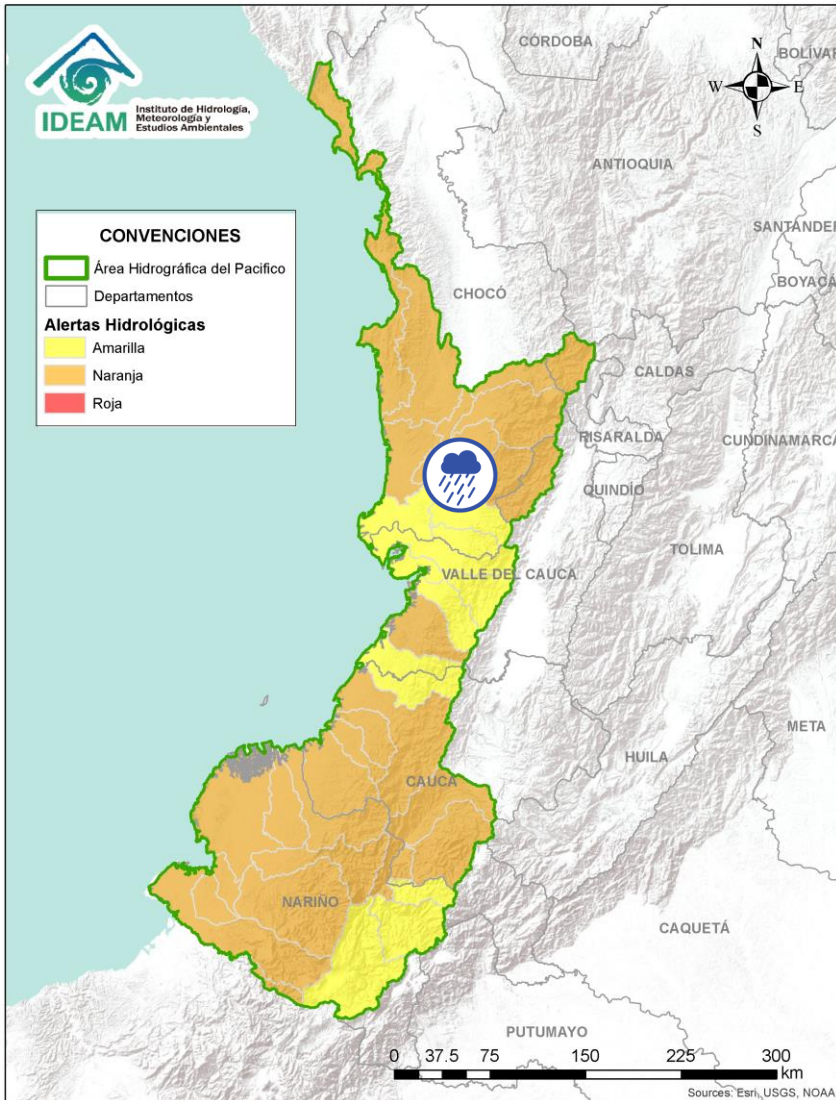 IDEAM
Instituto de Hidrología,
Meteorología y
Estudios Ambientales
CÓRDOBA
BOLÍVAR
N
W
E
S
ANTIOQUIA
SANTANDER
BOYACÁ
CONVENCIONES
Área Hidrográfica del Pacifico
Departamentos
Alertas Hidrológicas
Amarilla
Naranja
Roja
CHOCÓ
CALDAS
RISARALDA
CUNDINAMARCA
QUINDÍO
TOLIMA
VALLE DEL CAUCA
META
HUILA
CAUCA
NARIÑO
CAQUETÁ
PUTUMAYO
0 37.5 75 150 225 300
km
Sources: Esri, USGS, NOAA